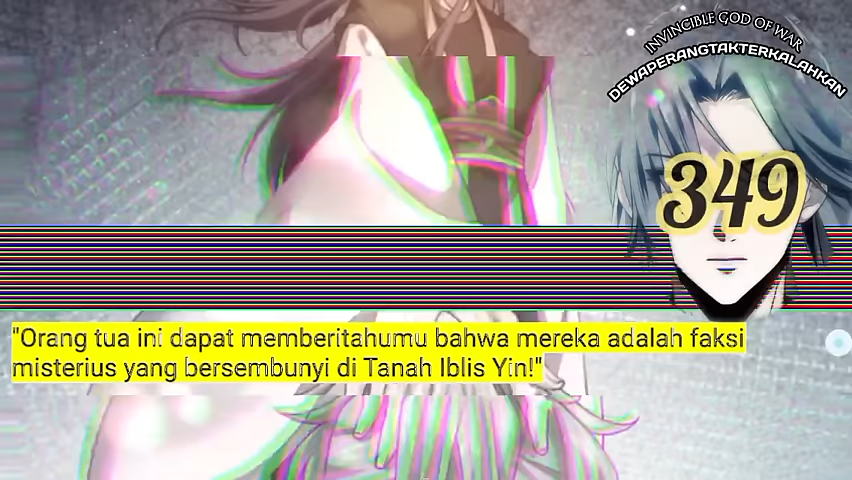 INVINCIBLE GOD OF WAR
DEWAPERANGTAKTERKALAHKAN
349
"Orang tua ini dapat memberitahumu bahwa mereka adalah faksi
misterius yang bersembunyi di Tanah Iblis Yin!"